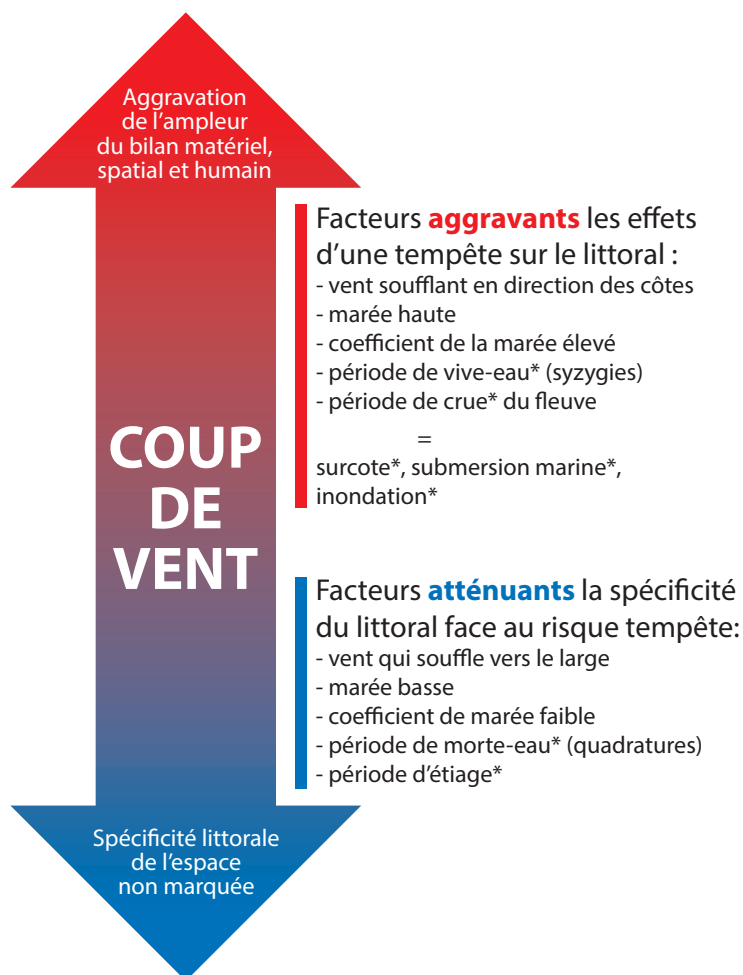 Aggravation
de l’ampleur
du bilan matériel,
spatial et humain
Facteurs aggravants les effets
d’une tempête sur le littoral :
- vent soufflant en direction des côtes
- marée haute
- coefficient de la marée élevé
- période de vive-eau* (syzygies)
- période de crue* du fleuve
=
surcote*, submersion marine*,
inondation*
COUP
DE
VENT
Facteurs atténuants la spécificité
du littoral face au risque tempête:
- vent qui souffle vers le large
- marée basse
- coefficient de marée faible
- période de morte-eau* (quadratures)
- période d’étiage*
Spécificité littorale
de l’espace
non marquée